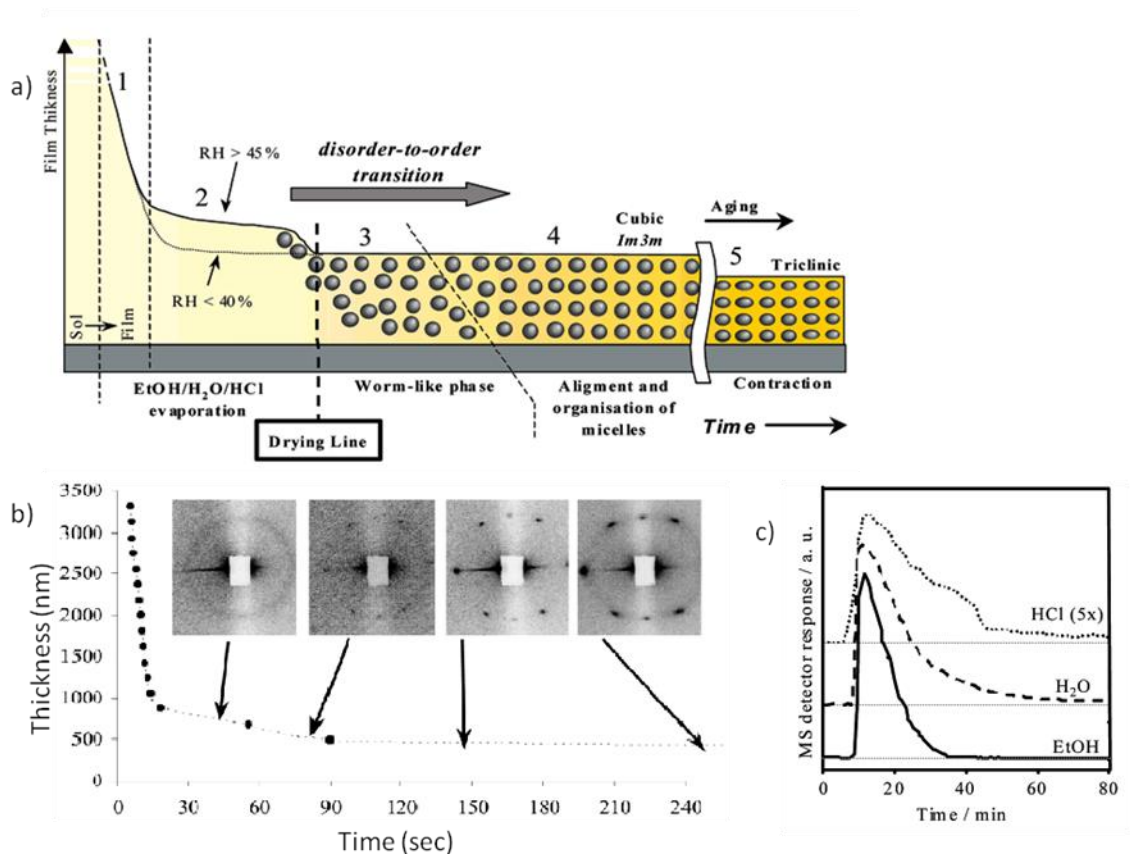 a)
Film Thikness
1
RH > 45%
2
RH < 40%
disorder-to-order
transition
3
4
Cubic
Im3m
Aging
5
Triclinic
Sol
Film
EtOH/H₂O/HCl
evaporation
Worm-like phase
Aligment and
organisation of
micelles
Contraction
Drying Line
Time
b)
Thickness (nm)
3500
3000
2500
2000
1500
1000
500
0
0
30
60
90
120
150
180
210
240
Time (sec)
c)
MS detector response / a. u.
HCl (5x)
H₂O
EtOH
0
20
40
60
80
Time / min